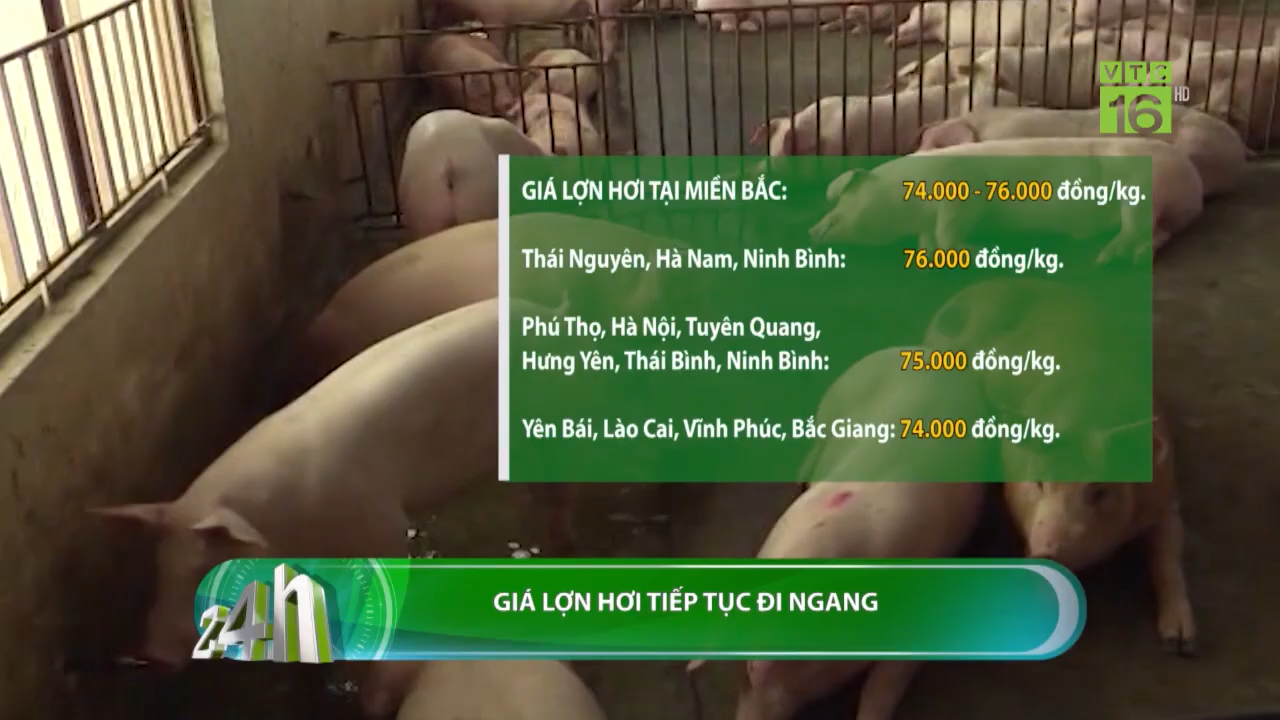 VTC
16 HD
GIÁ LỢN HƠI TẠI MIỀN BẮC: 74.000 - 76.000 đồng/kg.
Thái Nguyên, Hà Nam, Ninh Bình: 76.000 đồng/kg.
Phú Thọ, Hà Nội, Tuyên Quang,
Hưng Yên, Thái Bình, Ninh Bình: 75.000 đồng/kg.
Yên Bái, Lào Cai, Vĩnh Phúc, Bắc Giang: 74.000 đồng/kg.
24h
GIÁ LỢN HƠI TIẾP TỤC ĐI NGANG